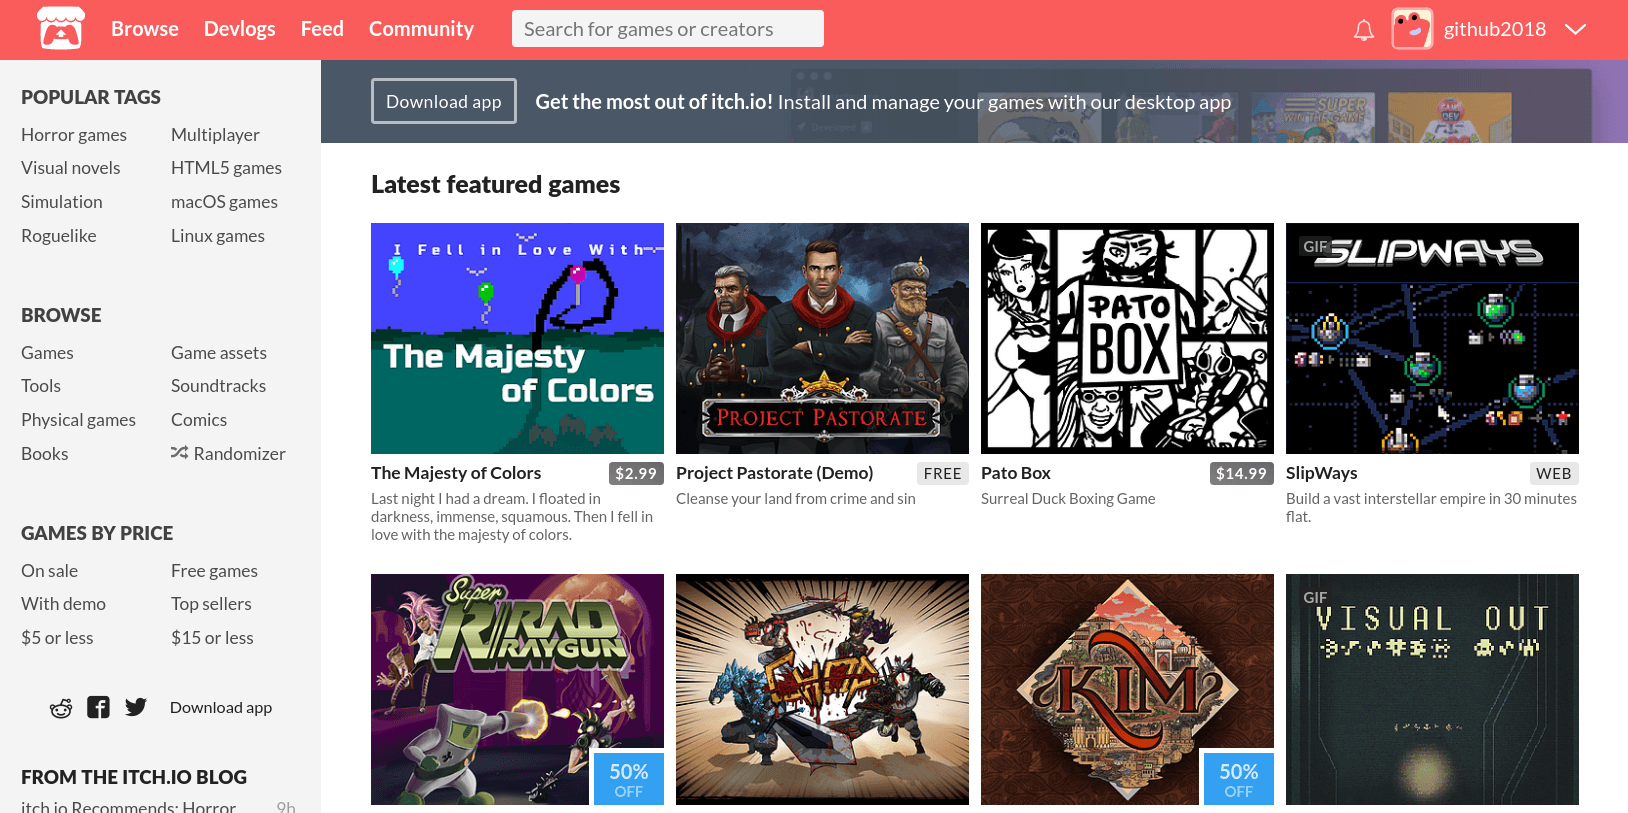 Browse Devlogs Feed Community Search for games or creators github2018
POPULAR TAGS
Horror games Multiplayer
Visual novels HTML5 games
Simulation macOS games
Roguelike Linux games
BROWSE
Games Game assets
Tools Soundtracks
Physical games Comics
Books Randomizer
GAMES BY PRICE
On sale Free games
With demo Top sellers
$5 or less $15 or less
Download app
FROM THE ITCH.IO BLOG
itch.io Recommends: Horror 9h
Download app Get the most out of itch.io! Install and manage your games with our desktop app
SUPER
WIN THE GAME
GAME
DEV
Latest featured games
I Fell in Love With
The Majesty
of Colors
PROJECT PASTORATE
PATO
BOX
GIF
SLIPWAYS
The Majesty of Colors $2.99
Last night I had a dream. I floated in
darkness, immense, squamous. Then I fell in
love with the majesty of colors.
Project Pastorate (Demo) FREE
Cleanse your land from crime and sin
Pato Box $14.99
Surreal Duck Boxing Game
SlipWays WEB
Build a vast interstellar empire in 30 minutes
flat.
Super
RAD
RAYGUN
50%
OFF
KIM
50%
OFF
GIF
VISUAL OUT